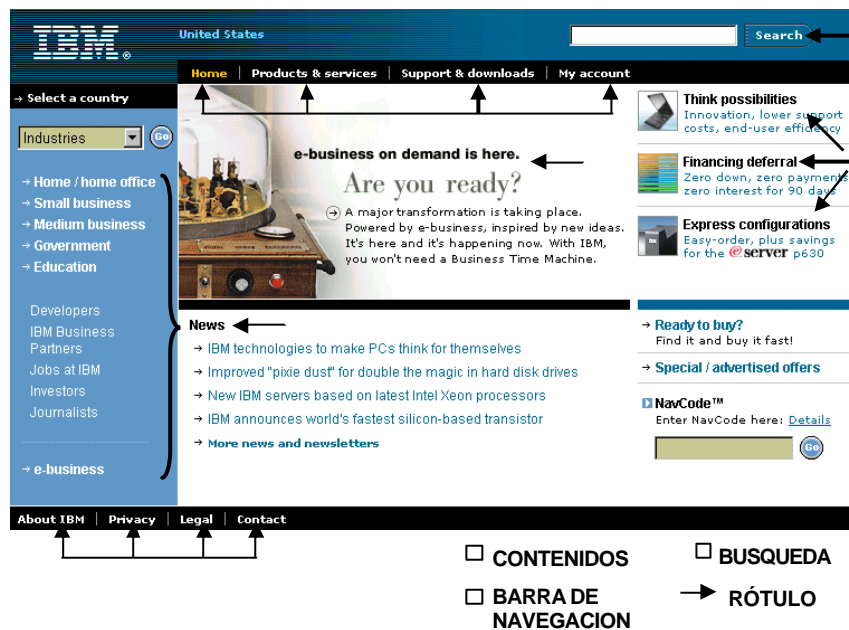 IBM®
United States
Search
Home | Products & services | Support & downloads | My account
→ Select a country
Industries
Go
→ Home / home office
→ Small business
→ Medium business
→ Government
→ Education
Developers
IBM Business
Partners
Jobs at IBM
Investors
Journalists
→ e-business
e-business on demand is here.
Are you ready?
A major transformation is taking place.
Powered by e-business, inspired by new ideas.
It's here and it's happening now. With IBM,
you won't need a Business Time Machine.
Think possibilities
Innovation, lower support
costs, end-user efficiency
Financing deferral
Zero down, zero payments
zero interest for 90 days
Express configurations
Easy-order, plus savings
for the eserver p630
News
→ IBM technologies to make PCs think for themselves
→ Improved "pixie dust" for double the magic in hard disk drives
→ New IBM servers based on latest Intel Xeon processors
→ IBM announces world's fastest silicon-based transistor
→ More news and newsletters
→ Ready to buy?
Find it and buy it fast!
→ Special / advertised offers
NavCode™
Enter NavCode here: Details
Go
About IBM | Privacy | Legal | Contact
CONTENIDOS
BUSQUEDA
BARRA DE
NAVEGACION
RÓTULO